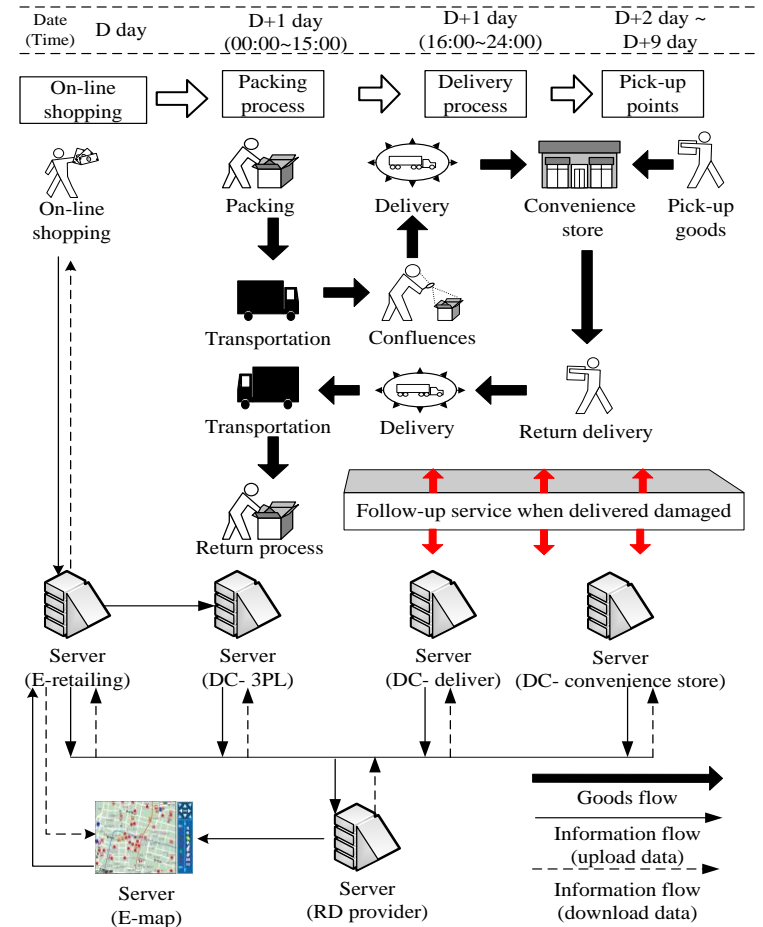 Date
(Time)
D day
D+1 day
(00:00~15:00)
D+1 day
(16:00~24:00)
D+2 day ~
D+9 day
On-line
shopping
Packing
process
Delivery
process
Pick-up
points
On-line
shopping
Packing
Delivery
Convenience
store
Pick-up
goods
Transportation
Confluences
Transportation
Delivery
Return delivery
Return process
Follow-up service when delivered damaged
Server
(E-retailing)
Server
(DC- 3PL)
Server
(DC- deliver)
Server
(DC- convenience store)
Server
(E-map)
Server
(RD provider)
Goods flow
Information flow
(upload data)
Information flow
(download data)